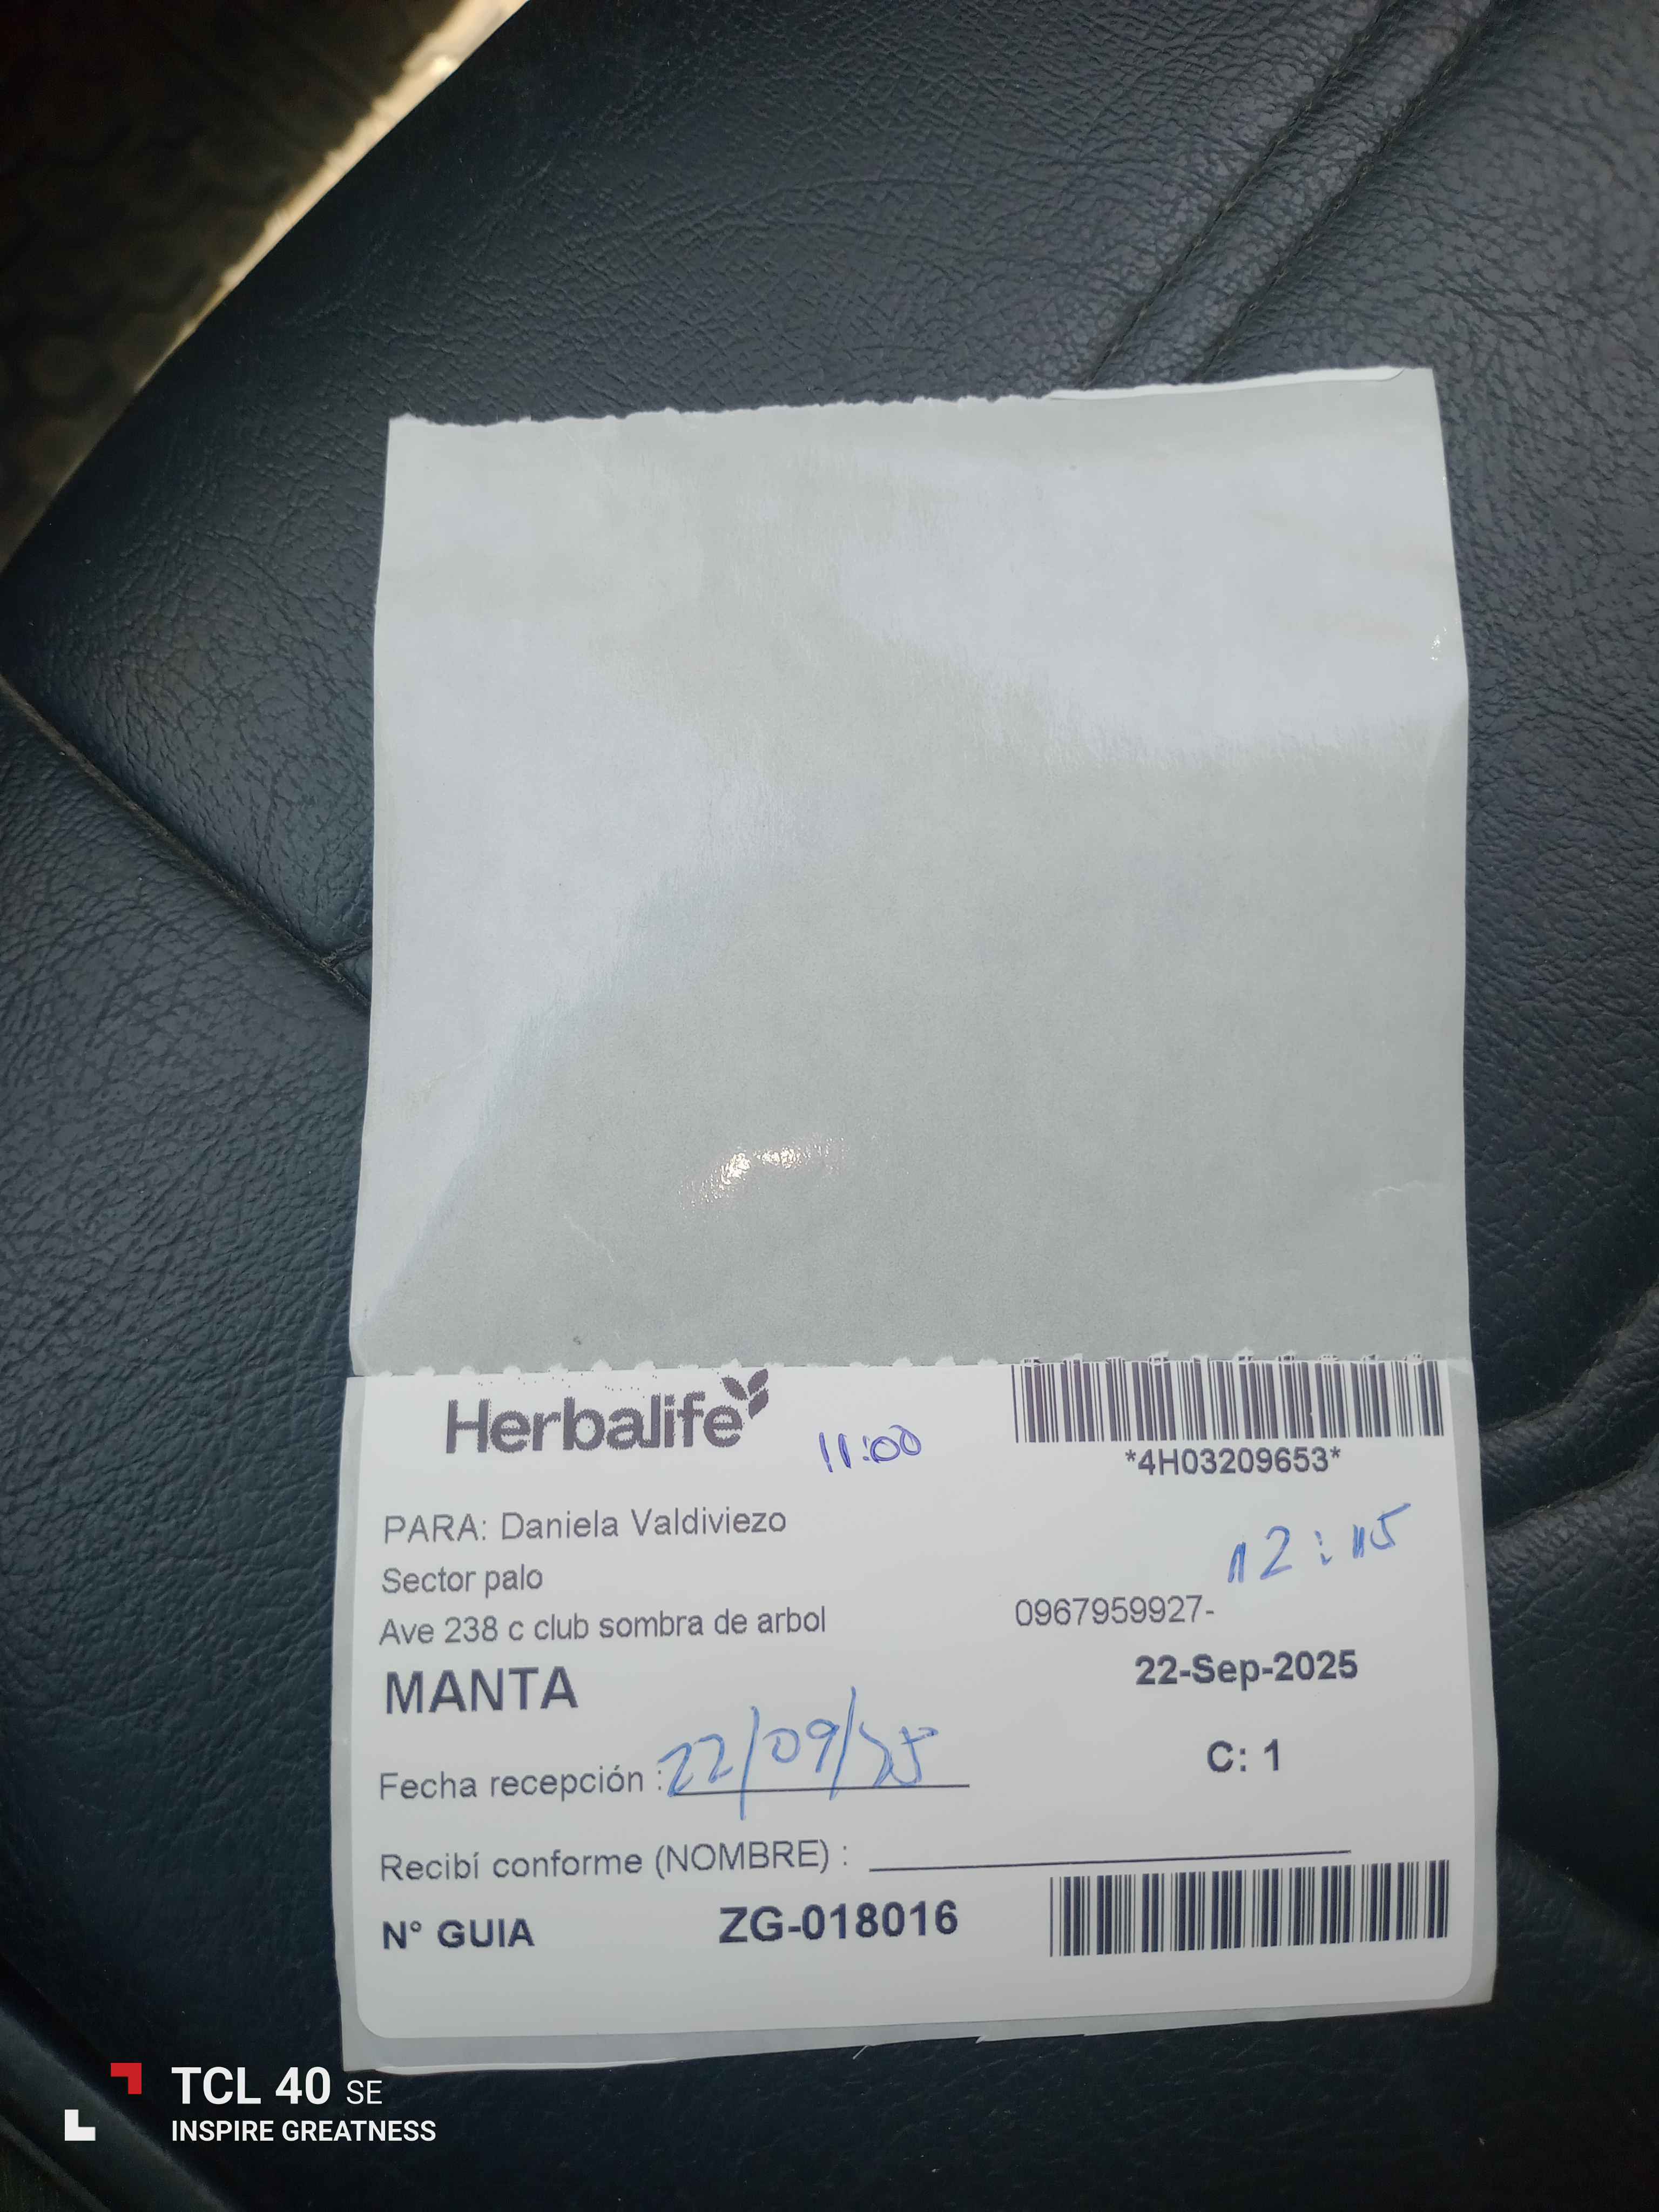 Herbalife
11:00
*4H03209653*
PARA: Daniela Valdiviezo
12:15
Sector palo
Ave 238 c club sombra de arbol
0967959927-
MANTA
22-Sep-2025
Fecha recepción : 22/09/25
C: 1
Recibí conforme (NOMBRE) :
N° GUIA ZG-018016
TCL 40 SE
INSPIRE GREATNESS